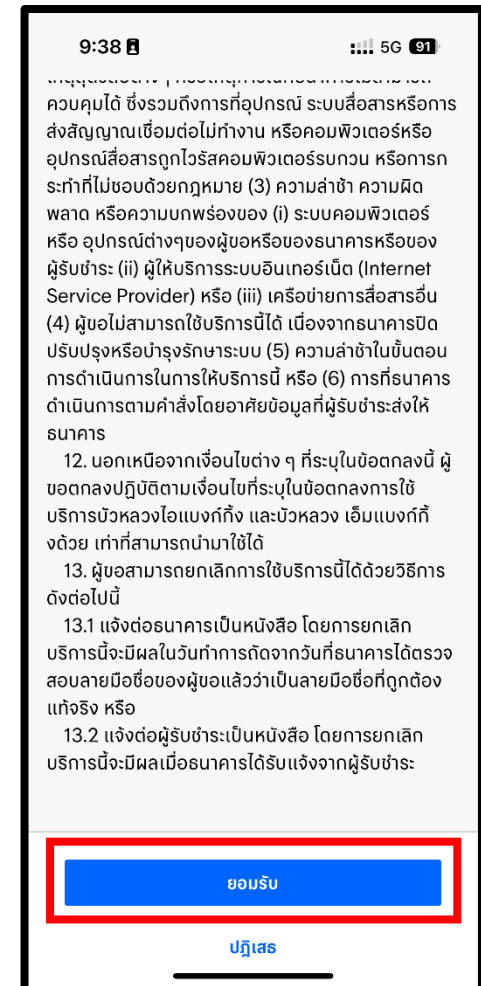 9:38
5G 91
ควบคุมได้ ซึ่งรวมถึงการที่อุปกรณ์ ระบบสื่อสารหรือการ
ส่งสัญญาณเชื่อมต่อไม่ทำงาน หรือคอมพิวเตอร์หรือ
อุปกรณ์สื่อสารถูกไวรัสคอมพิวเตอร์รบกวน หรือการก
ระทำที่ไม่ชอบด้วยกฎหมาย (3) ความล่าช้า ความผิด
พลาด หรือความบกพร่องของ (i) ระบบคอมพิวเตอร์
หรือ อุปกรณ์ต่างๆของผู้ขอหรือของธนาคารหรือของ
ผู้รับชำระ (ii) ผู้ให้บริการระบบอินเทอร์เน็ต (Internet
Service Provider) หรือ (iii) เครือข่ายการสื่อสารอื่น
(4) ผู้ขอไม่สามารถใช้บริการนี้ได้ เนื่องจากธนาคารปิด
ปรับปรุงหรือบำรุงรักษาระบบ (5) ความล่าช้าในขั้นตอน
การดำเนินการในการให้บริการนี้ หรือ (6) การที่ธนาคาร
ดำเนินการตามคำสั่งโดยอาศัยข้อมูลที่ผู้รับชำระส่งให้
ธนาคาร
12. นอกเหนือจากเงื่อนไขต่าง ๆ ที่ระบุในข้อตกลงนี้ ผู้
ขอตกลงปฏิบัติตามเงื่อนไขที่ระบุในข้อตกลงการใช้
บริการบัวหลวงไอแบงก์กิ้ง และบัวหลวง เอ็มแบงก์กิ้
งด้วย เท่าที่สามารถนำมาใช้ได้
13. ผู้ขอสามารถยกเลิกการใช้บริการนี้ได้ด้วยวิธีการ
ดังต่อไปนี้
13.1 แจ้งต่อธนาคารเป็นหนังสือ โดยการยกเลิก
บริการนี้จะมีผลในวันทำการถัดจากวันที่ธนาคารได้ตรวจ
สอบลายมือชื่อของผู้ขอแล้วว่าเป็นลายมือชื่อที่ถูกต้อง
แท้จริง หรือ
13.2 แจ้งต่อผู้รับชำระเป็นหนังสือ โดยการยกเลิก
บริการนี้จะมีผลเมื่อธนาคารได้รับแจ้งจากผู้รับชำระ
ยอมรับ
ปฏิเสธ